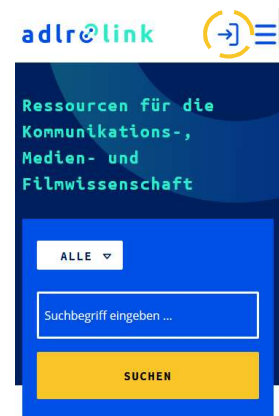 adlr link
Ressourcen für die
Kommunikations-,
Medien- und
Filmwissenschaft
ALLE
Suchbegriff eingeben ...
SUCHEN